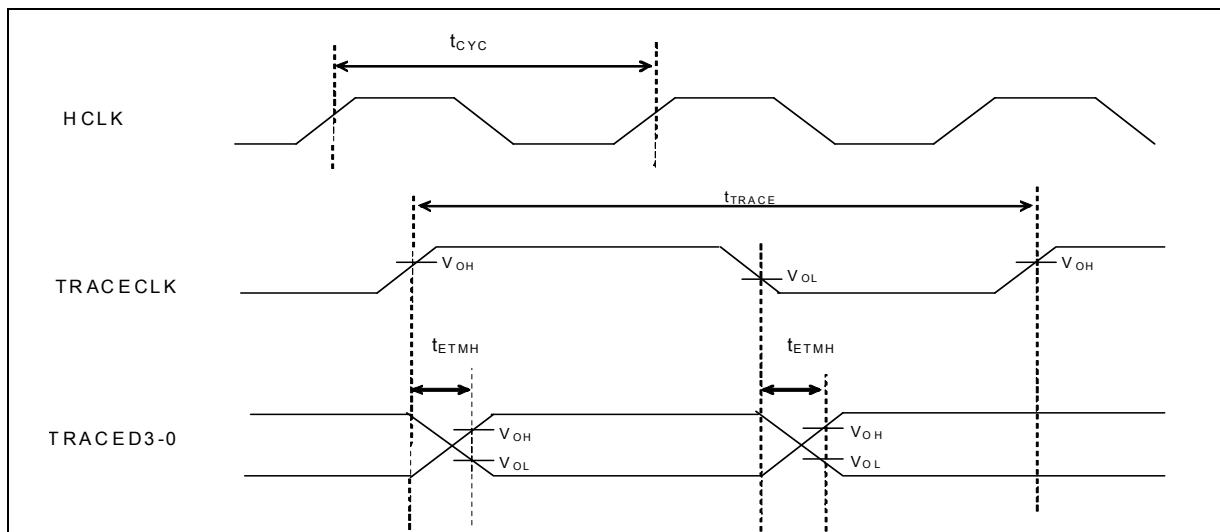 tCYC
HCLK
tTRACE
VOH
VOH
TRACECLK
VOL
tETMH
tETMH
TRACED3-0
VOH
VOH
VOL
VOL